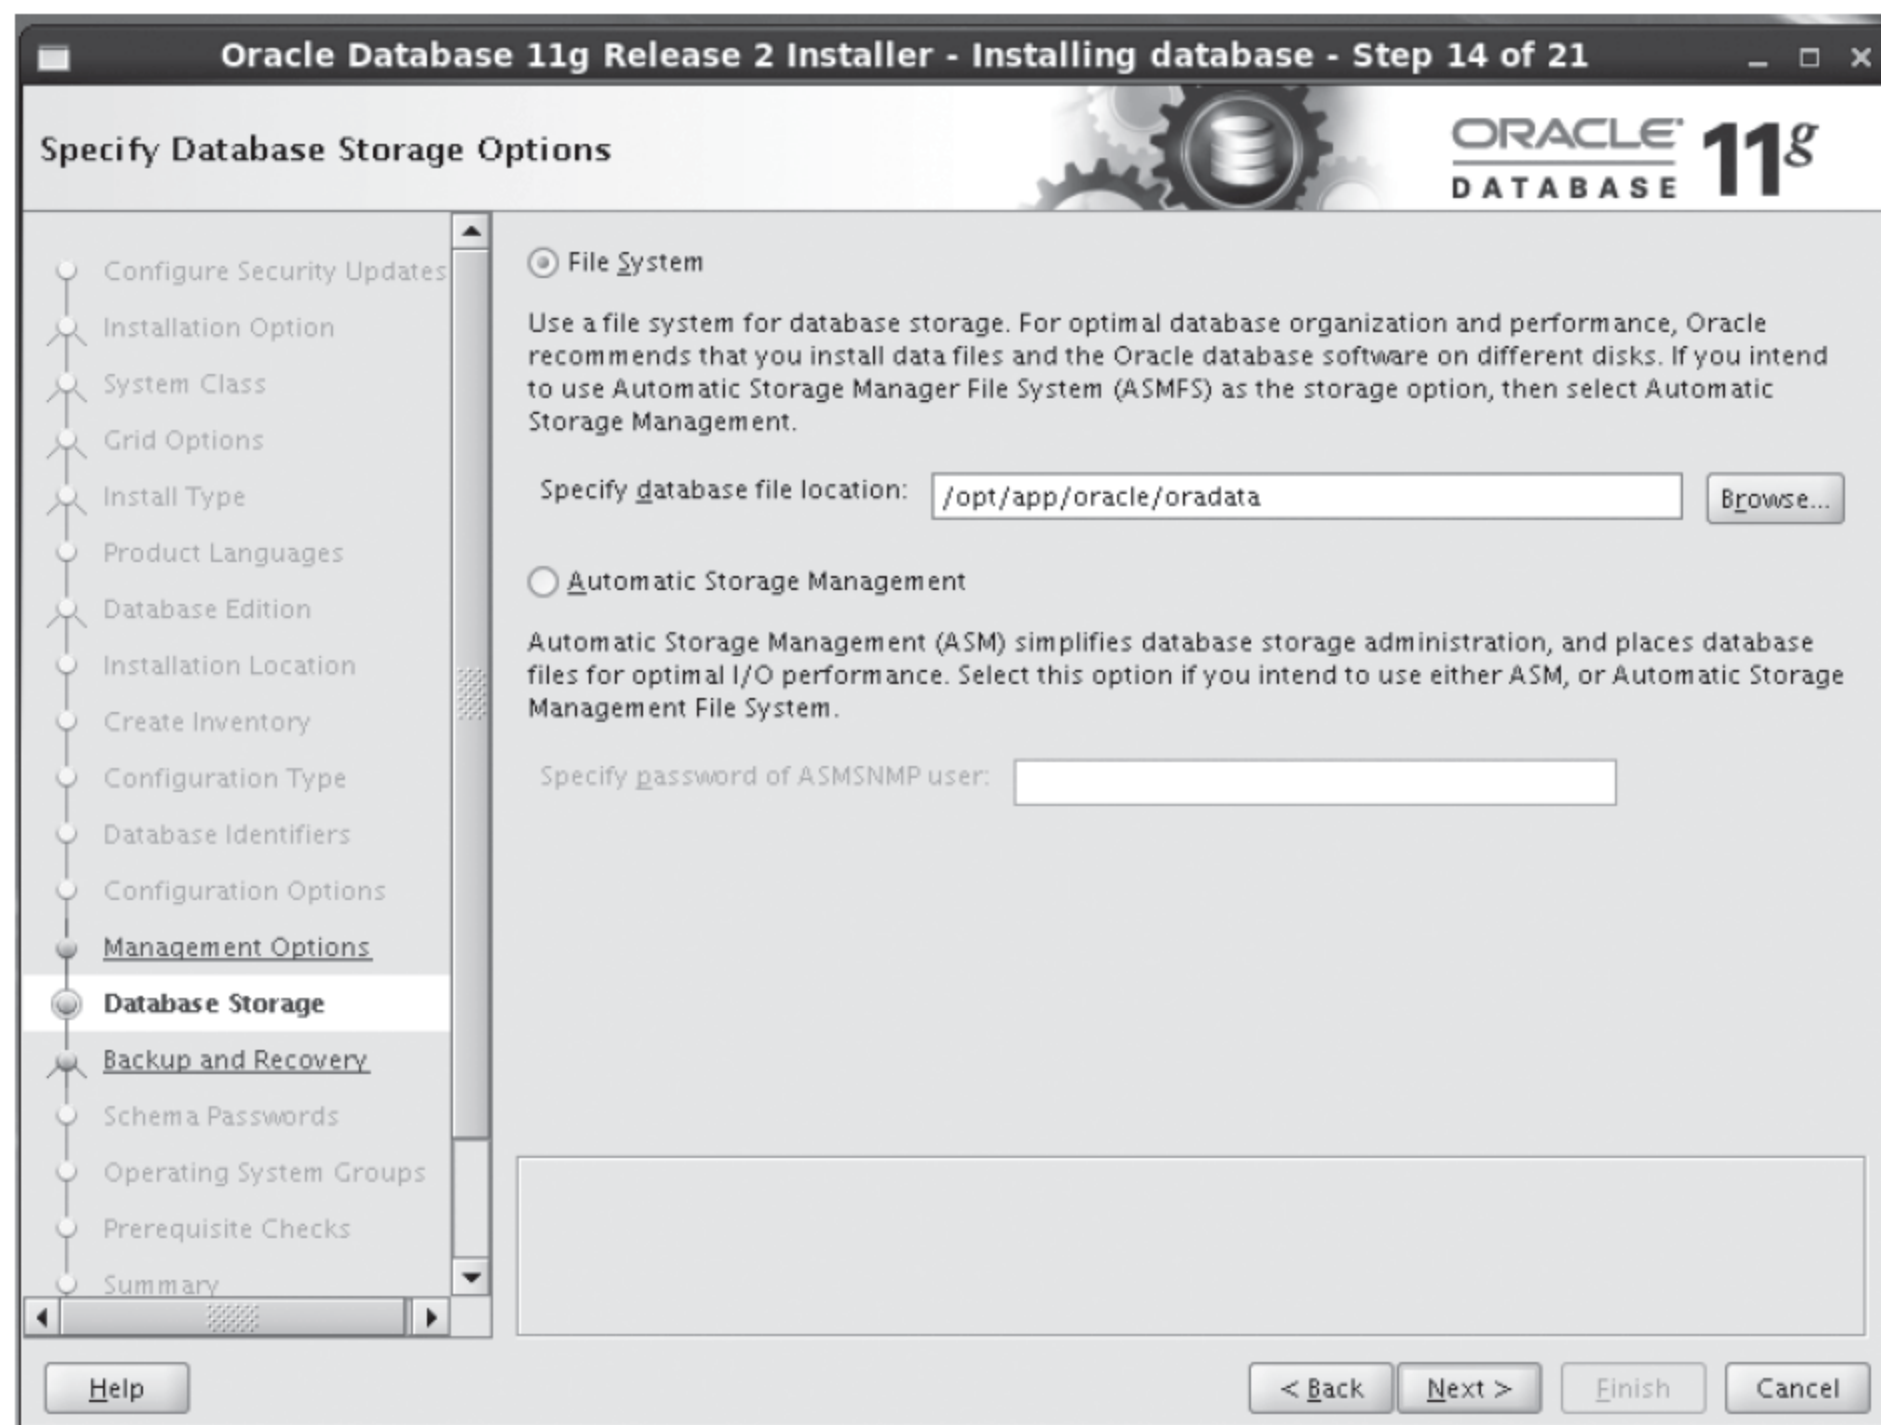 Oracle Database 11g Release 2 Installer - Installing database - Step 14 of 21
Specify Database Storage Options
ORACLE
DATABASE
11g
Configure Security Updates
Installation Option
System Class
Grid Options
Install Type
Product Languages
Database Edition
Installation Location
Create Inventory
Configuration Type
Database Identifiers
Configuration Options
Management Options
Database Storage
Backup and Recovery
Schema Passwords
Operating System Groups
Prerequisite Checks
Summary
File System
Use a file system for database storage. For optimal database organization and performance, Oracle
recommends that you install data files and the Oracle database software on different disks. If you intend
to use Automatic Storage Manager File System (ASMFS) as the storage option, then select Automatic
Storage Management.
Specify database file location: /opt/app/oracle/oradata Browse...
Automatic Storage Management
Automatic Storage Management (ASM) simplifies database storage administration, and places database
files for optimal I/O performance. Select this option if you intend to use either ASM, or Automatic Storage
Management File System.
Specify password of ASMSNMP user:
Help < Back Next > Finish Cancel